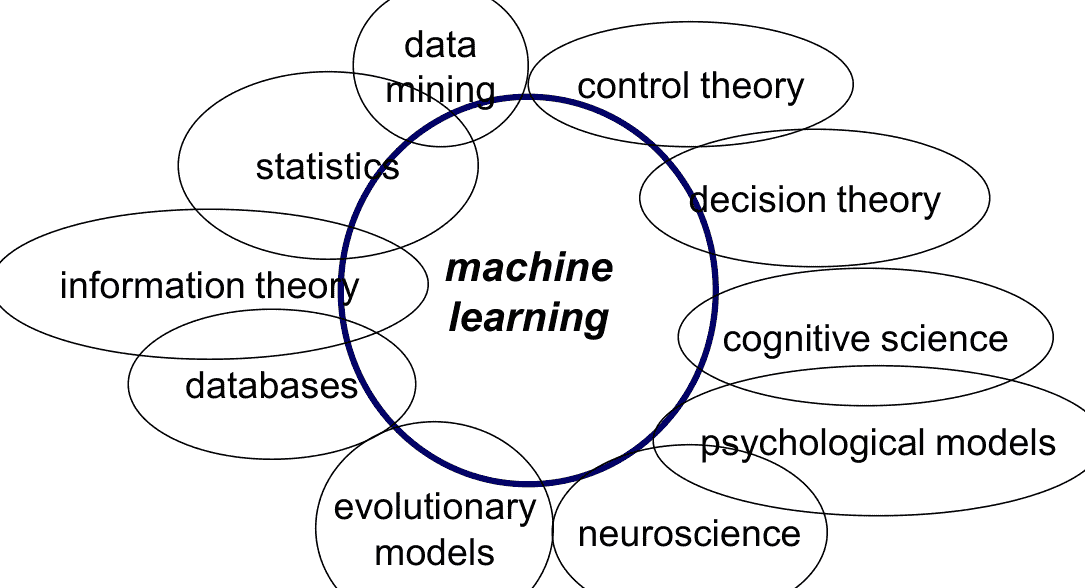 data
mining
control theory
statistics
decision theory
machine
learning
information theory
cognitive science
databases
psychological models
evolutionary
models
neuroscience